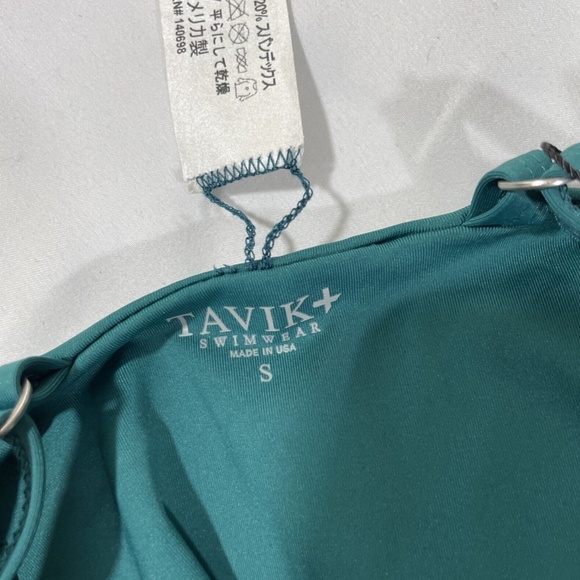 20% スパンデックス
平らにして乾燥
メリカ製
N# 140698
TAVIK+
SWIMWEAR
MADE IN USA
S